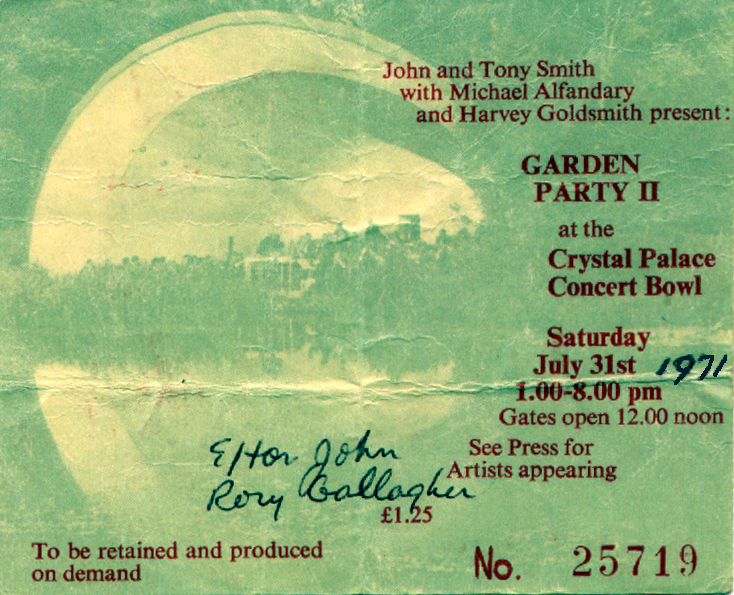 John and Tony Smith
with Michael Alfandary
and Harvey Goldsmith present:
GARDEN
PARTY II
at the
Crystal Palace
Concert Bowl
Saturday
July 31st 1971
1.00-8.00 pm
Gates open 12.00 noon
See Press for
Artists appearing
Elton John
Rory Gallagher
£1.25
To be retained and produced
on demand
No. 25719